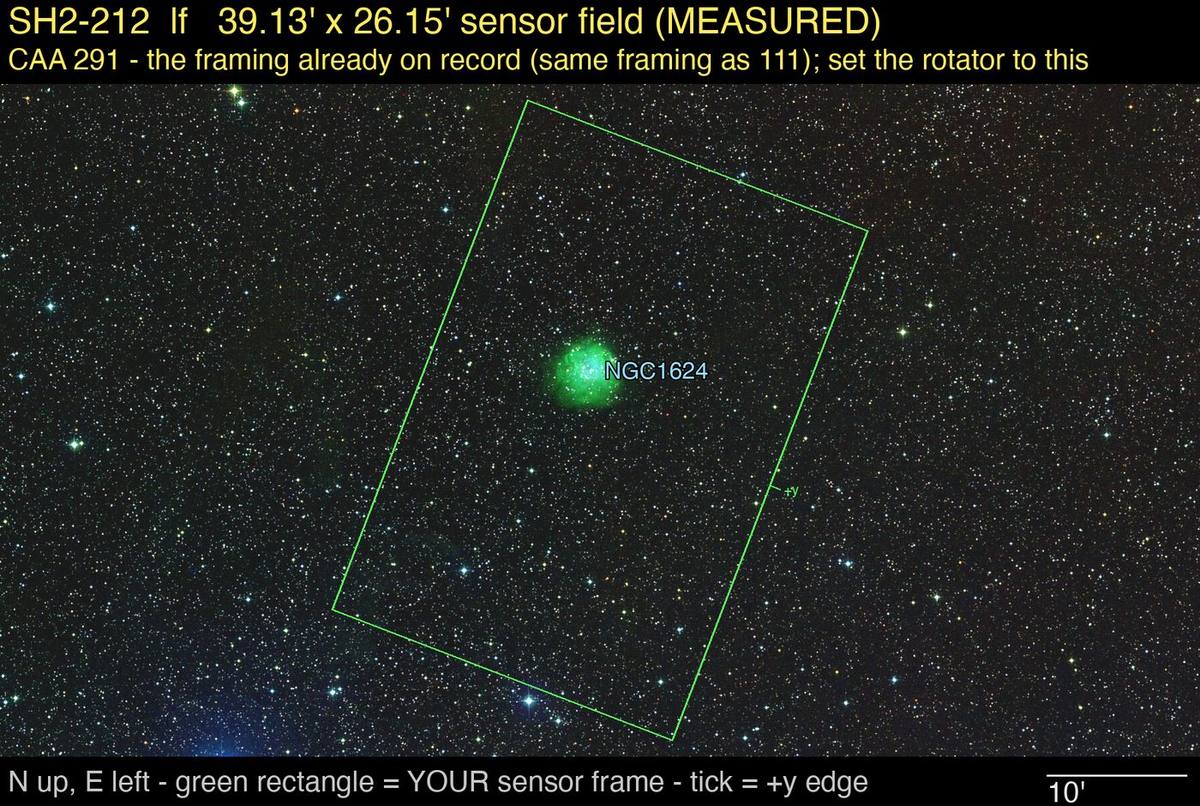 SH2-212 lf 39.13' x 26.15' sensor field (MEASURED)
CAA 291 - the framing already on record (same framing as 111); set the rotator to this
NGC1624
+y
N up, E left - green rectangle = YOUR sensor frame - tick = +y edge
10'